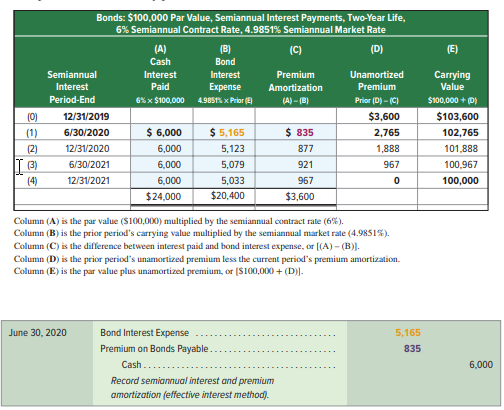 Bonds: $100,000 Par Value, Semiannual Interest Payments, Two-Year Life,
6% Semiannual Contract Rate, 4.9851% Semiannual Market Rate
(A) (B) (C) (D) (E)
Cash Bond
Semiannual Interest Interest Premium Unamortized Carrying
Interest Paid Expense Amortization Premium Value
Period-End 6% × $100,000 4.9851% × Prior (E) (A) – (B) Prior (D) – (C) $100,000 + (D)
(0) 12/31/2019 $3,600 $103,600
(1) 6/30/2020 $ 6,000 $ 5,165 $ 835 2,765 102,765
(2) 12/31/2020 6,000 5,123 877 1,888 101,888
(3) 6/30/2021 6,000 5,079 921 967 100,967
(4) 12/31/2021 6,000 5,033 967 0 100,000
$24,000 $20,400 $3,600
Column (A) is the par value ($100,000) multiplied by the semiannual contract rate (6%).
Column (B) is the prior period's carrying value multiplied by the semiannual market rate (4.9851%).
Column (C) is the difference between interest paid and bond interest expense, or [(A) – (B)].
Column (D) is the prior period's unamortized premium less the current period's premium amortization.
Column (E) is the par value plus unamortized premium, or [$100,000 + (D)].
June 30, 2020 Bond Interest Expense .................................... 5,165
Premium on Bonds Payable ................................ 835
Cash ..................................................... 6,000
Record semiannual interest and premium
amortization (effective interest method).